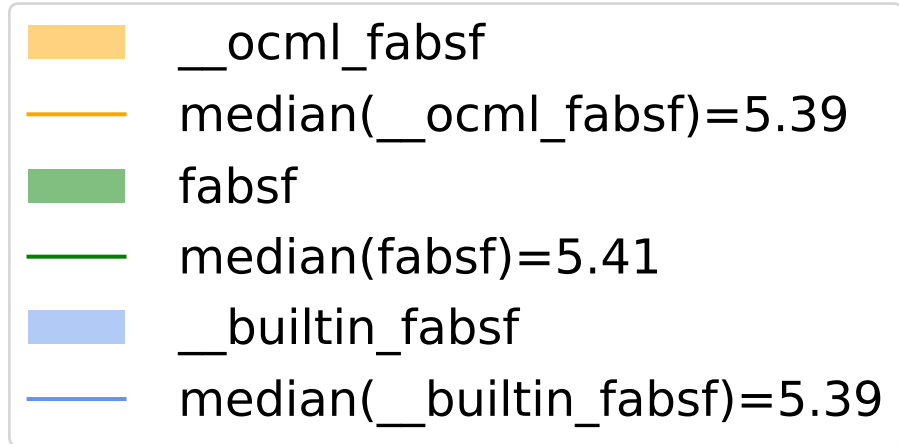 __ocml_fabsf
median(__ocml_fabsf)=5.39
fabsf
median(fabsf)=5.41
__builtin_fabsf
median(__builtin_fabsf)=5.39